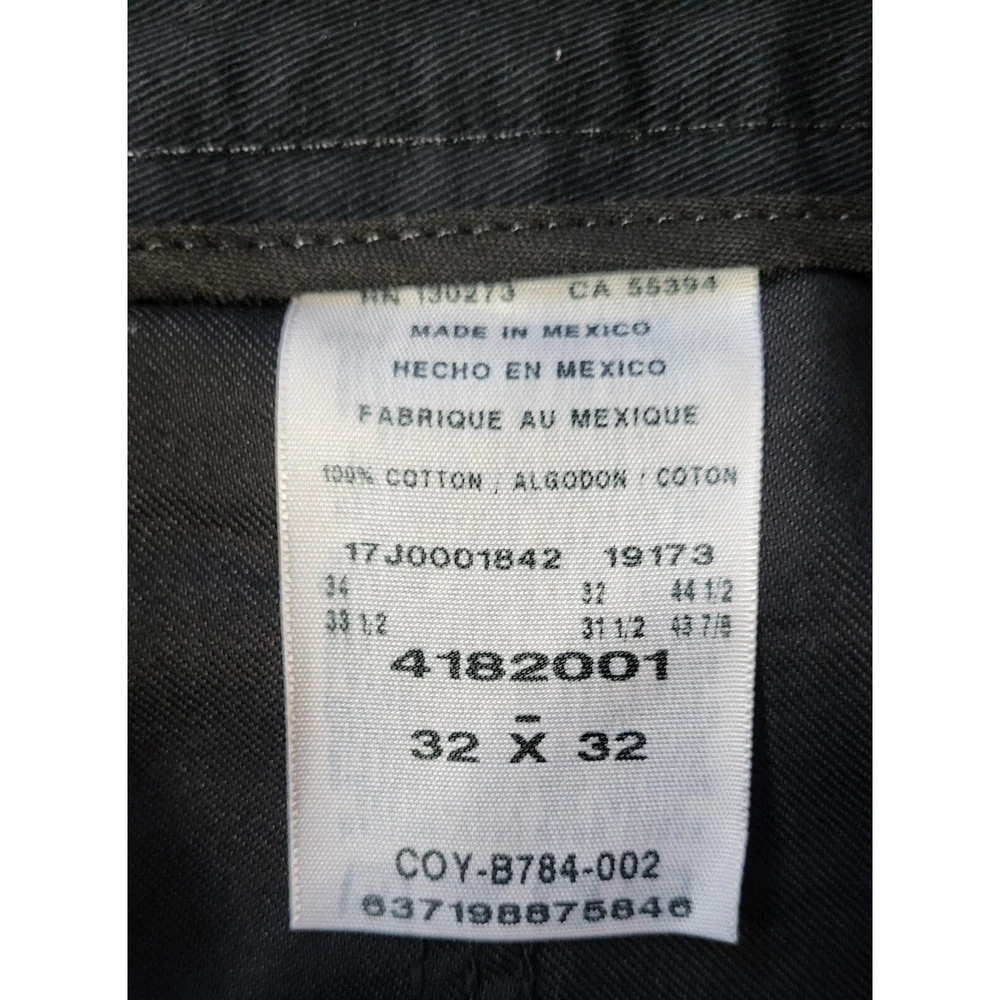 RN 130273 CA 55394
MADE IN MEXICO
HECHO EN MEXICO
FABRIQUE AU MEXIQUE
100% COTTON , ALGODON ' COTON
17J0001842 19173
34 32 44 1/2
33 1/2 31 1/2 43 7/8
4182001
-
32 X 32
COY-B784-002
637198875846